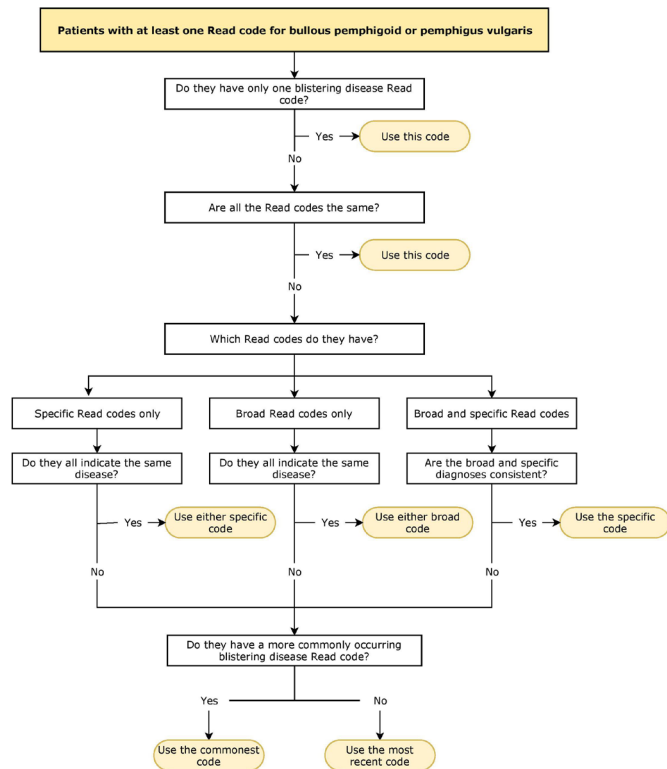 Patients with at least one Read code for bullous pemphigoid or pemphigus vulgaris
Do they have only one blistering disease Read
code?
Yes
Use this code
No
Are all the Read codes the same?
Yes
Use this code
No
Which Read codes do they have?
Specific Read codes only
Broad Read codes only
Broad and specific Read codes
Do they all indicate the same
disease?
Do they all indicate the same
disease?
Are the broad and specific
diagnoses consistent?
Yes
Use either specific
code
Yes
Use either broad
code
Yes
Use the specific
code
No
No
No
Do they have a more commonly occurring
blistering disease Read code?
Yes
No
Use the commonest
code
Use the most
recent code